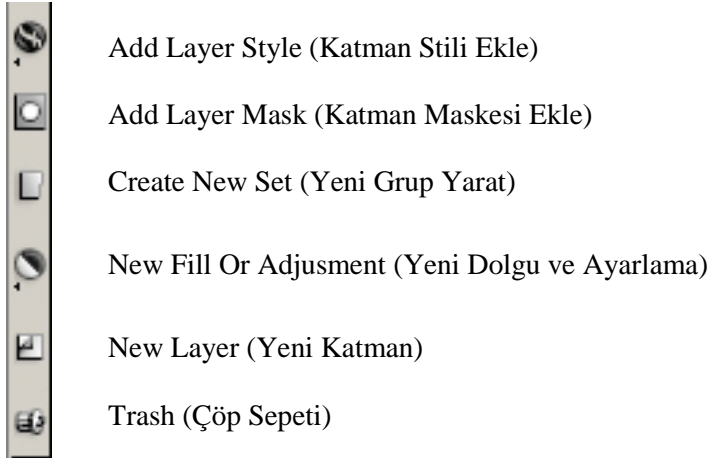 Add Layer Style (Katman Stili Ekle)
Add Layer Mask (Katman Maskesi Ekle)
Create New Set (Yeni Grup Yarat)
New Fill Or Adjusment (Yeni Dolgu ve Ayarlama)
New Layer (Yeni Katman)
Trash (Çöp Sepeti)